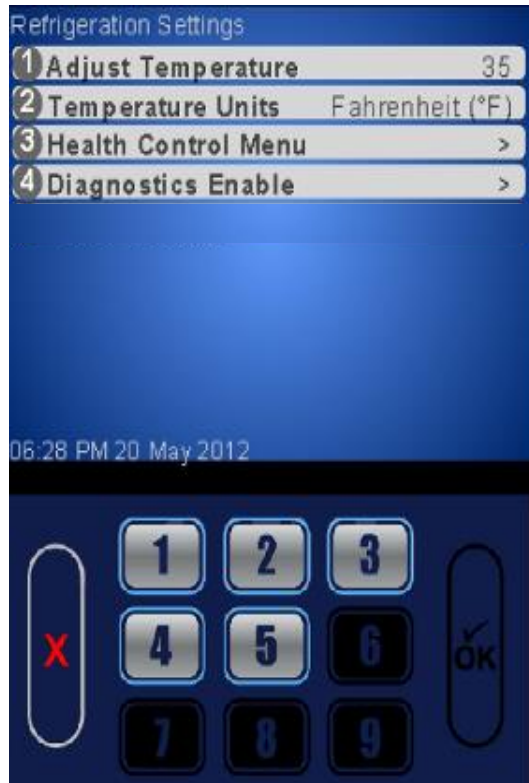 Refrigeration Settings
1 Adjust Temperature 35
2 Temperature Units Fahrenheit (°F)
3 Health Control Menu >
4 Diagnostics Enable >
06:28 PM 20 May 2012
1 2 3
X 4 5 6 OK
7 8 9